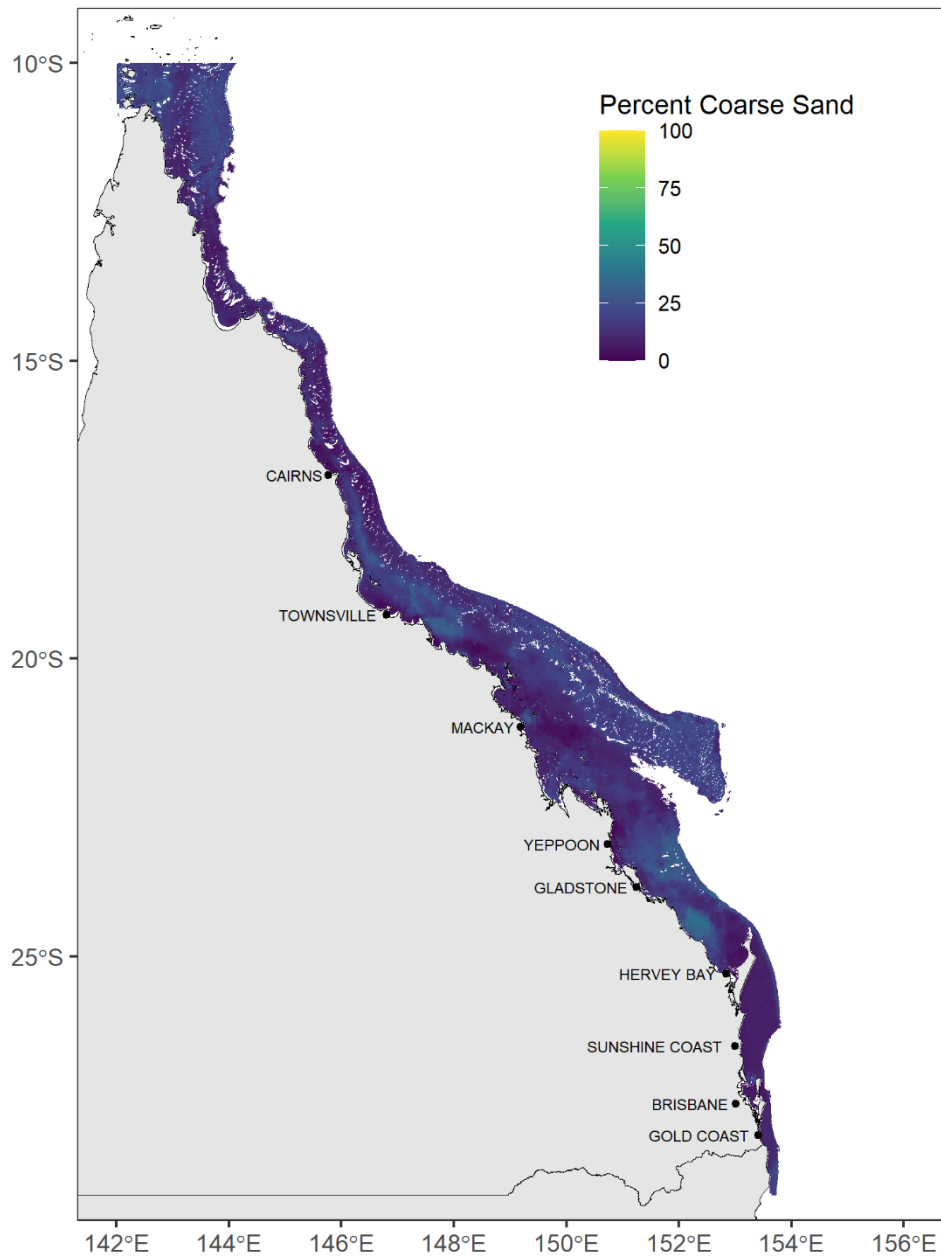 10°S
Percent Coarse Sand
100
75
50
25
0
15°S
CAIRNS
TOWNSVILLE
20°S
MACKAY
YEPPOON
GLADSTONE
25°S
HERVEY BAY
SUNSHINE COAST
BRISBANE
GOLD COAST
142°E 144°E 146°E 148°E 150°E 152°E 154°E 156°E